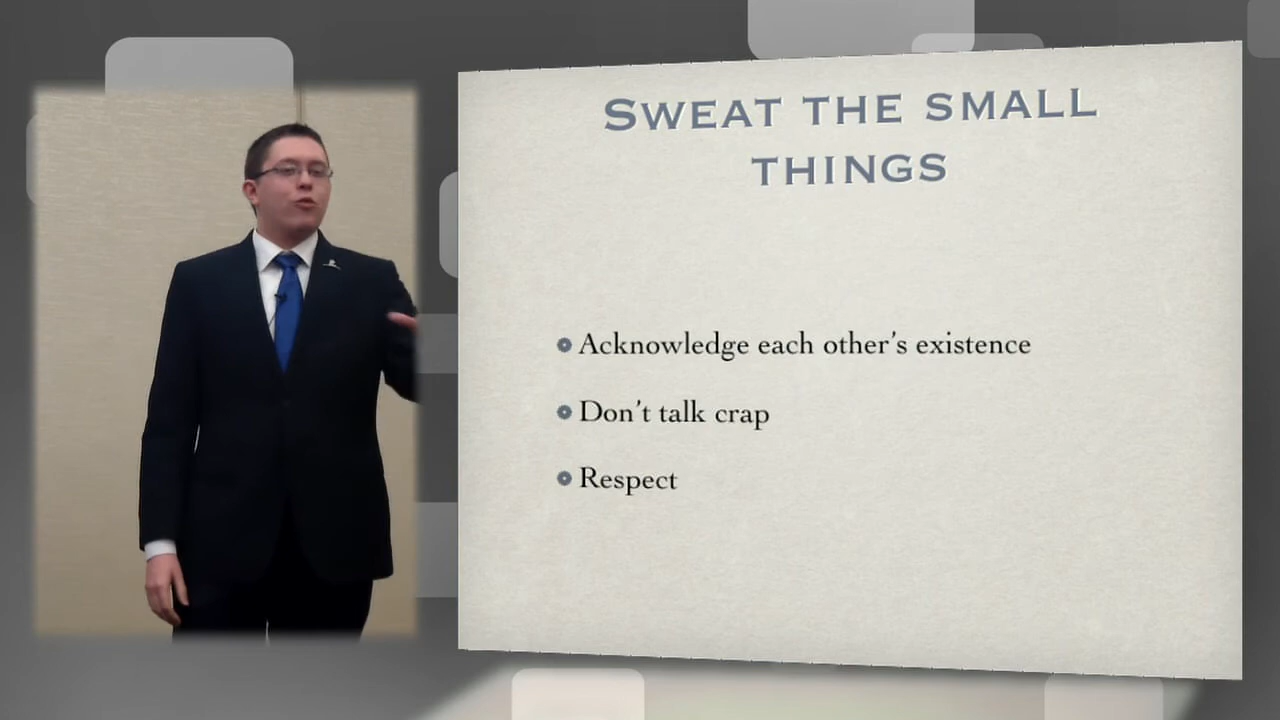 Sweat the small
things
Acknowledge each other's existence
Don't talk crap
Respect